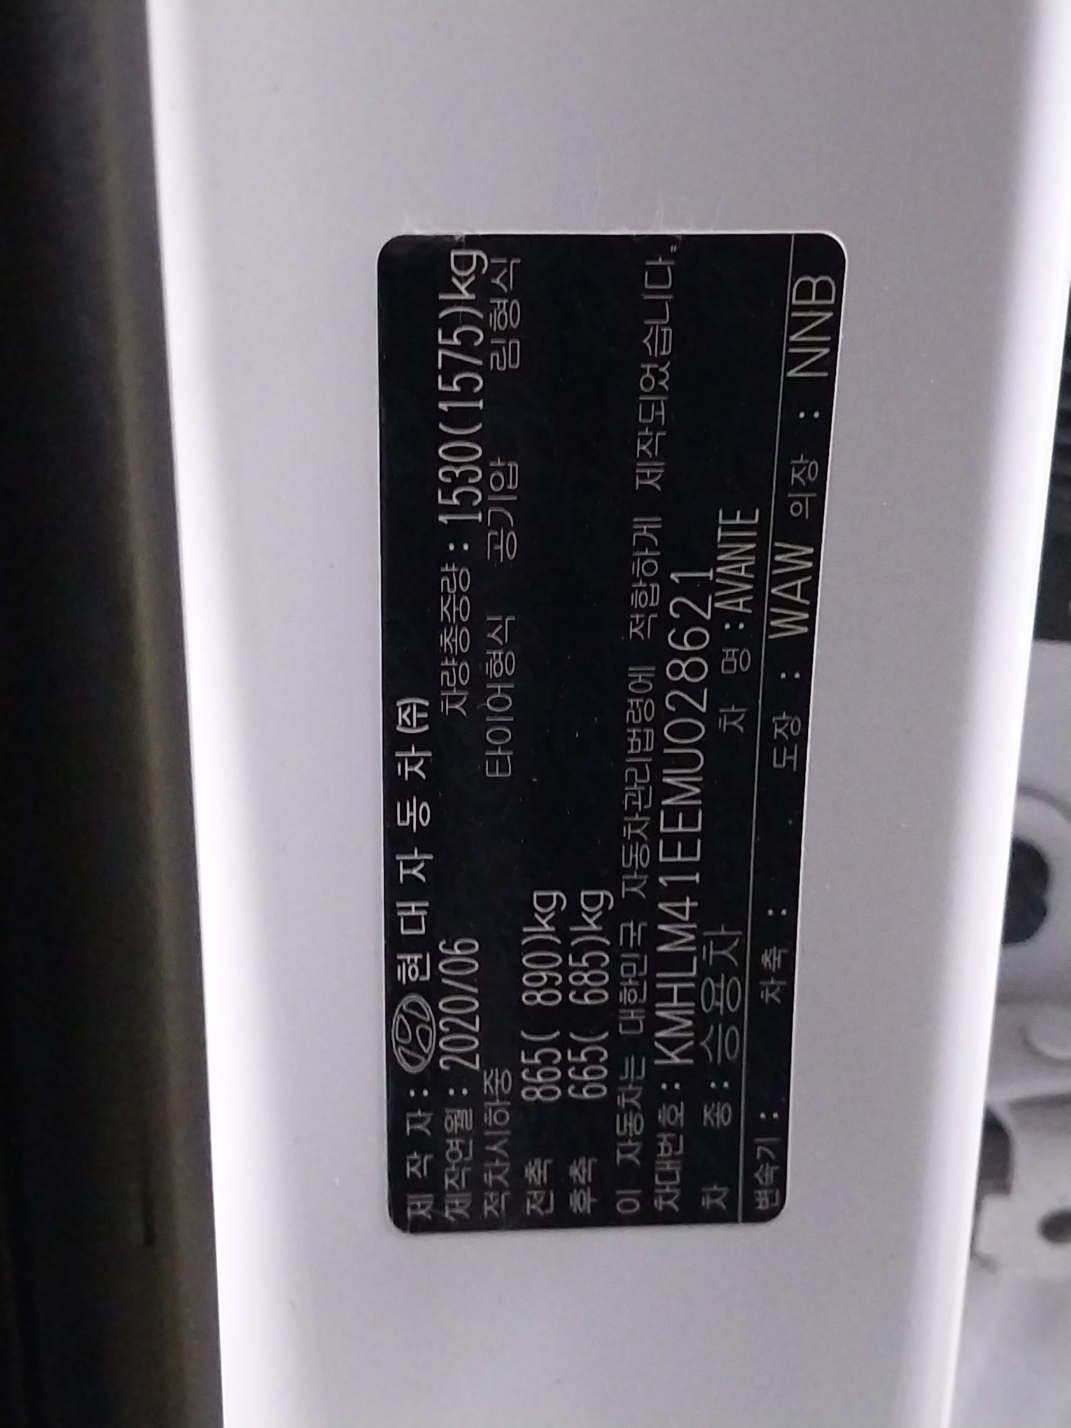 제 작 자 : 현 대 자 동 차 ㈜
제작연월 : 2020/06 차량총중량 : 1530(1575)kg
적차시하중 타이어형식 공기압 림형식
전축 865( 890)kg
후축 665( 685)kg
이 자동차는 대한민국 자동차관리법령에 적합하게 제작되었습니다.
차대번호 : KMHLM41EEMU028621
차 종 : 승용차 차 명 : AVANTE
변속기 : 차축 : 도장 : WAW 의장 : NNB